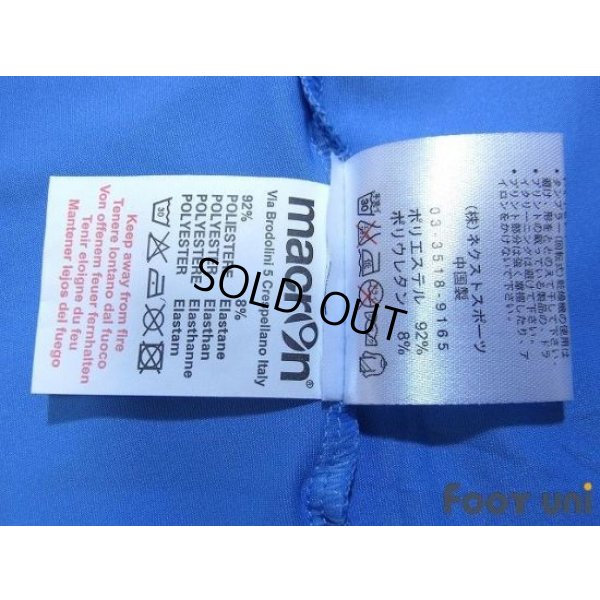 macron®
Via Brodolini 5 Crespellano Italy
92% 8%
POLIESTERE Elastane
POLYESTER Elasthan
POLYESTER Elasthanne
POLYESTER Elastam
30
Keep away from fire
Tenere lontano dal fuoco
Von offenem feuer fernhalten
Tenir eloigne du feu
Mantener lejos del fuego
ポリエステル 92%
ポリウレタン 8%
03-3518-9165
(株)ネクストスポーツ
中国製
SOLD OUT
FOOT uni